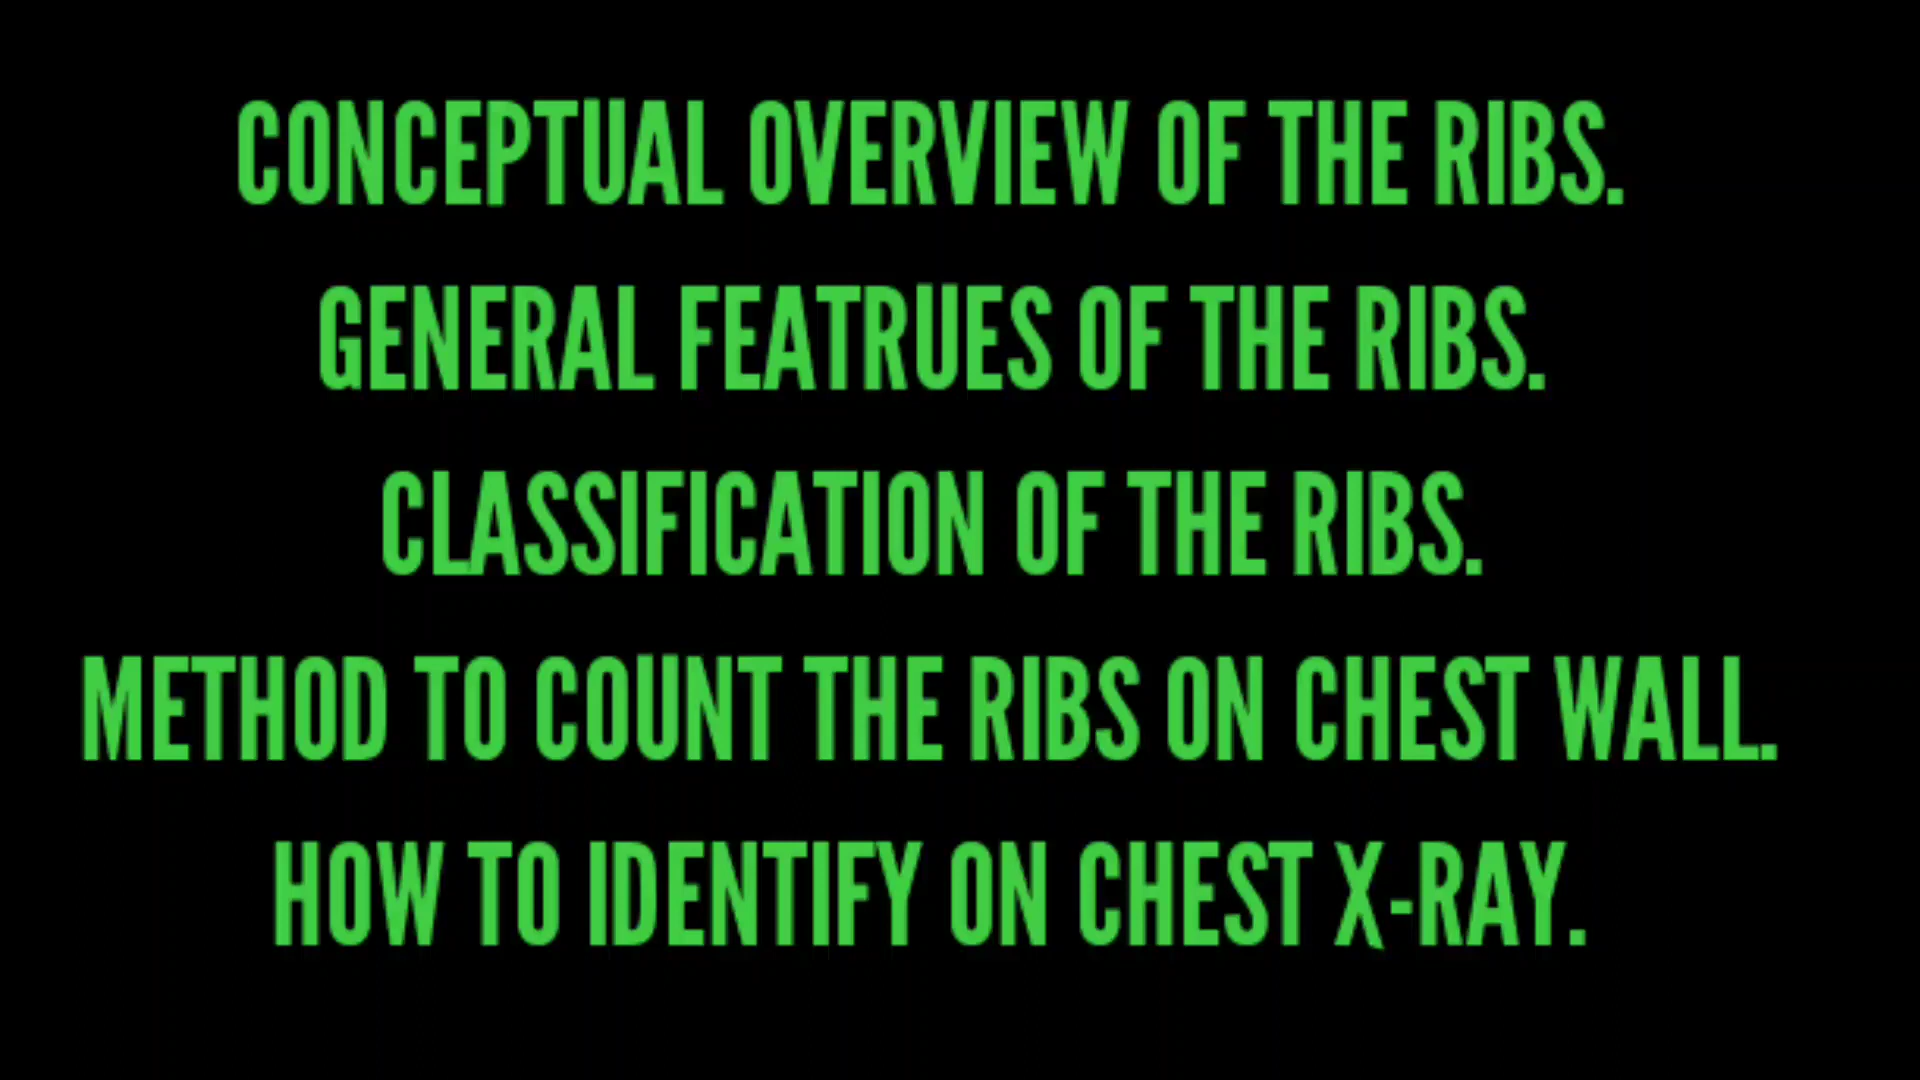 CONCEPTUAL OVERVIEW OF THE RIBS.
GENERAL FEATRUES OF THE RIBS.
CLASSIFICATION OF THE RIBS.
METHOD TO COUNT THE RIBS ON CHEST WALL.
HOW TO IDENTIFY ON CHEST X-RAY.